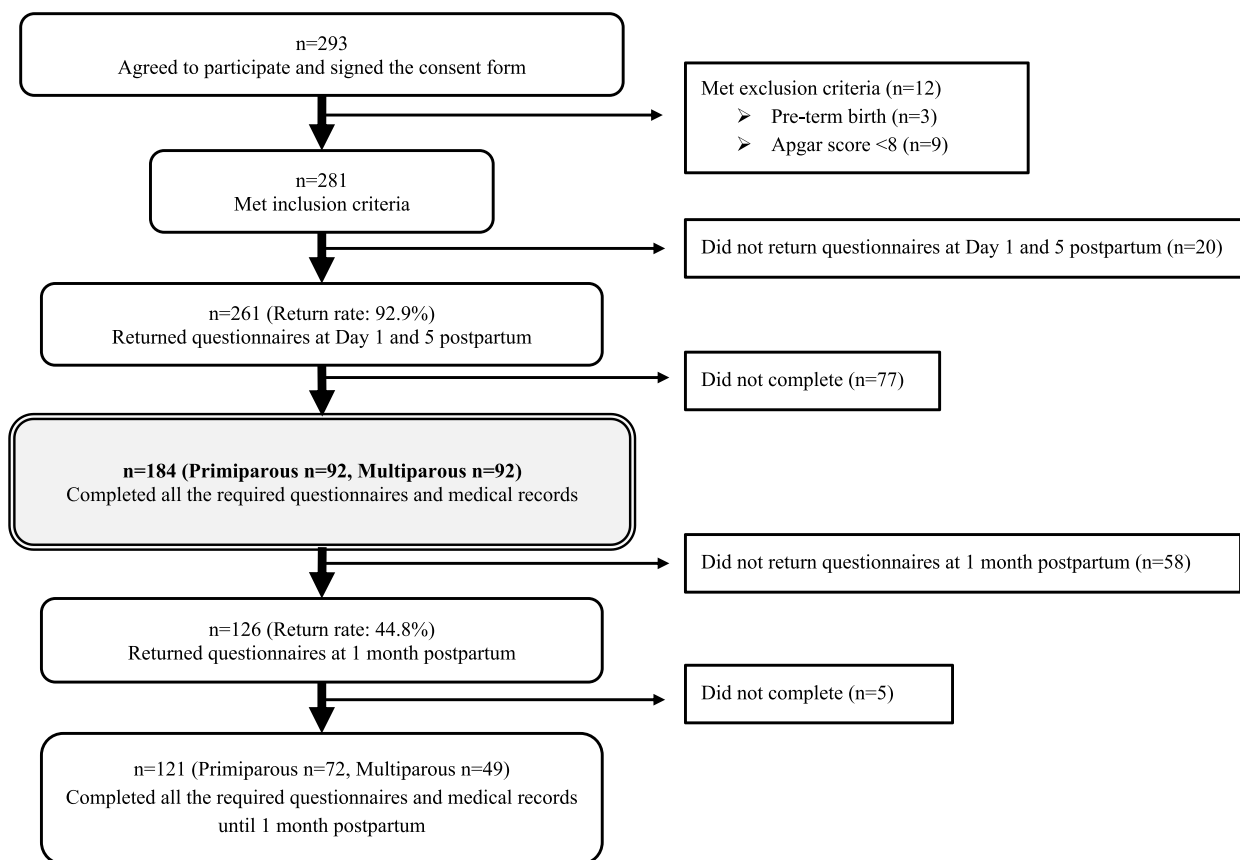 n=293
Agreed to participate and signed the consent form
Met exclusion criteria (n=12)
➢ Pre-term birth (n=3)
➢ Apgar score <8 (n=9)
n=281
Met inclusion criteria
Did not return questionnaires at Day 1 and 5 postpartum (n=20)
n=261 (Return rate: 92.9%)
Returned questionnaires at Day 1 and 5 postpartum
Did not complete (n=77)
n=184 (Primiparous n=92, Multiparous n=92)
Completed all the required questionnaires and medical records
Did not return questionnaires at 1 month postpartum (n=58)
n=126 (Return rate: 44.8%)
Returned questionnaires at 1 month postpartum
Did not complete (n=5)
n=121 (Primiparous n=72, Multiparous n=49)
Completed all the required questionnaires and medical records
until 1 month postpartum